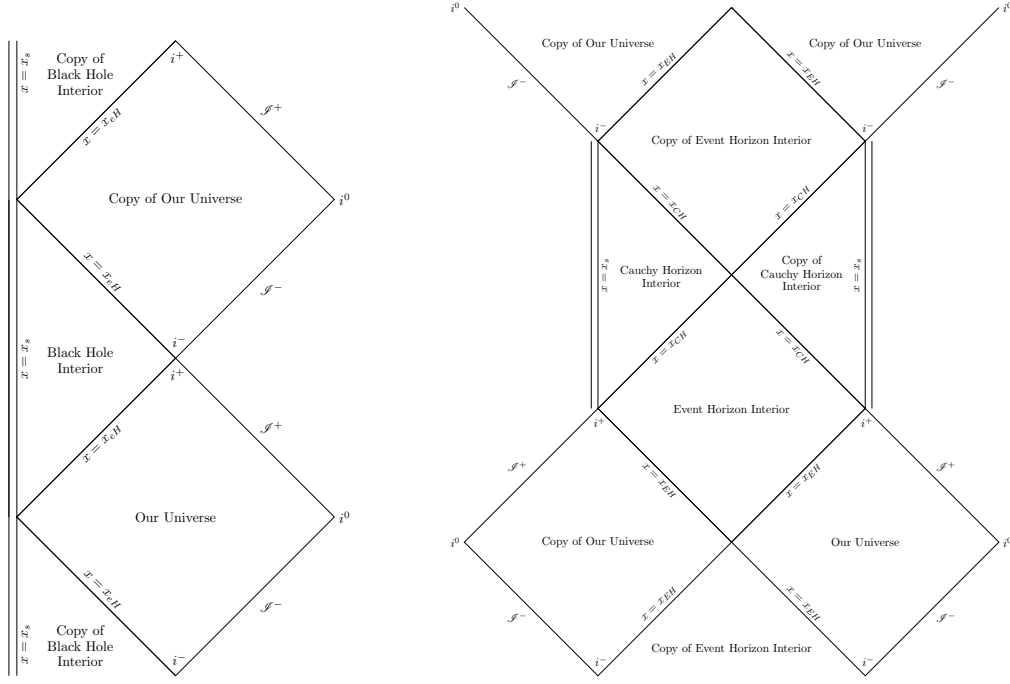 x = x_s
Copy of
Black Hole
Interior
i^+
x = x_{eH}
𝓘^+
Copy of Our Universe
i^0
x = x_{eH}
𝓘^-
i^-
x = x_s
Black Hole
Interior
i^+
x = x_{eH}
𝓘^+
Our Universe
i^0
x = x_{eH}
𝓘^-
x = x_s
Copy of
Black Hole
Interior
i^-
i^0
i^0
Copy of Our Universe
Copy of Our Universe
x = x_{EH}
x = x_{EH}
𝓘^-
𝓘^-
i^-
i^-
Copy of Event Horizon Interior
x = x_{CH}
x = x_{CH}
x = x_s
Cauchy Horizon
Interior
Copy of
Cauchy Horizon
Interior
x = x_s
x = x_{CH}
x = x_{CH}
Event Horizon Interior
i^+
i^+
𝓘^+
x = x_{EH}
x = x_{EH}
𝓘^+
i^0
Copy of Our Universe
Our Universe
i^0
𝓘^-
x = x_{EH}
x = x_{EH}
𝓘^-
Copy of Event Horizon Interior
i^-
i^-